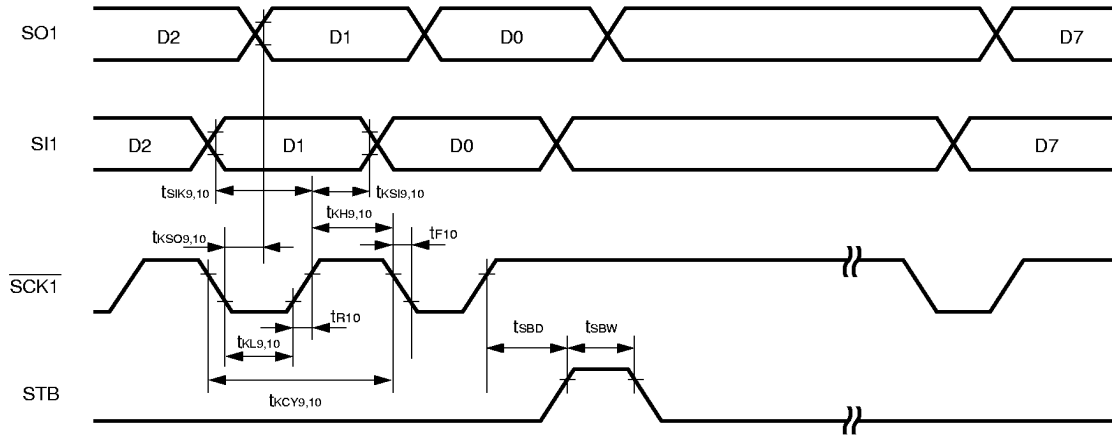 SO1 D2 D1 D0 D7
SI1 D2 D1 D0 D7
tSIK9,10 tKSI9,10
tKH9,10
tKSO9,10 tF10
SCK1
tR10
tKL9,10
tSBD tSBW
STB
tKCY9,10